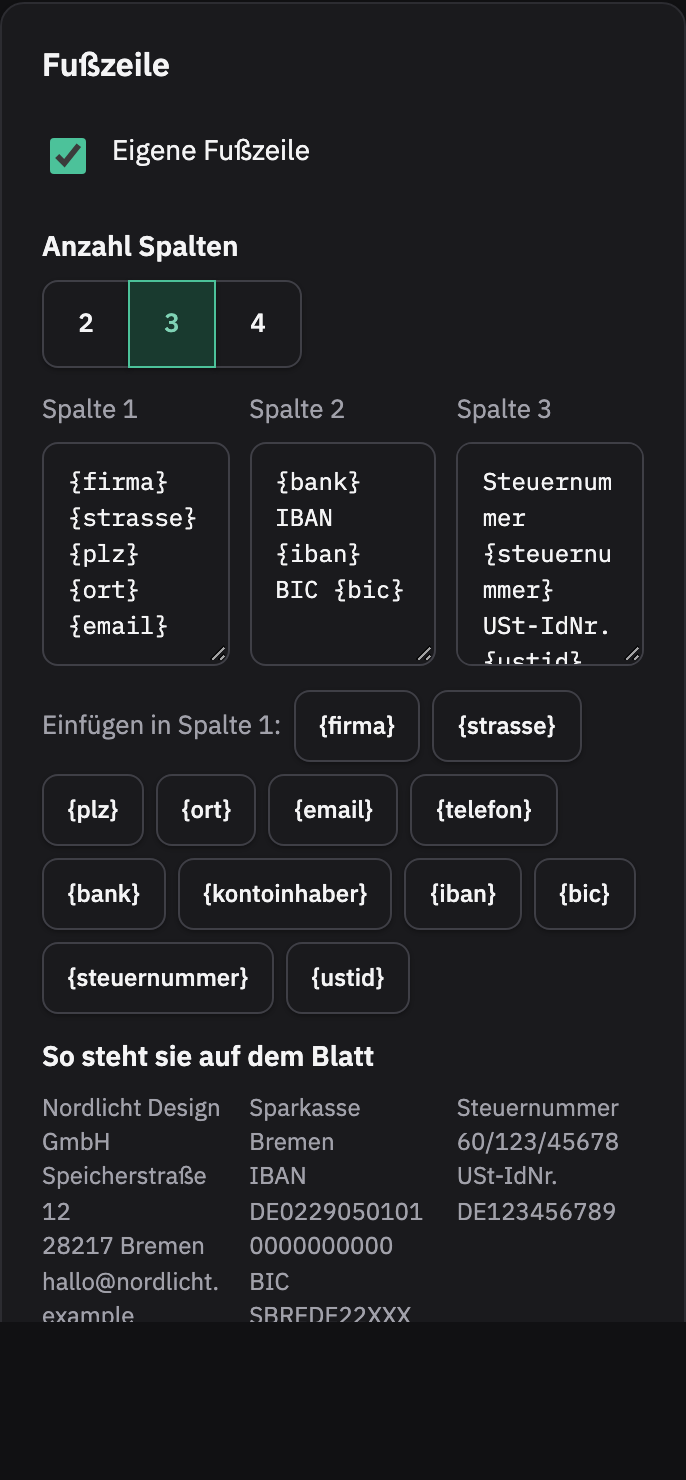 Fußzeile
Eigene Fußzeile
Anzahl Spalten
2 3 4
Spalte 1 Spalte 2 Spalte 3
{firma}
{strasse}
{plz}
{ort}
{email}
{bank}
IBAN
{iban}
BIC {bic}
Steuernum
mer
{steuernu
mmer}
USt-IdNr.
{ustid}
Einfügen in Spalte 1: {firma} {strasse}
{plz} {ort} {email} {telefon}
{bank} {kontoinhaber} {iban} {bic}
{steuernummer} {ustid}
So steht sie auf dem Blatt
Nordlicht Design
GmbH
Speicherstraße
12
28217 Bremen
hallo@nordlicht.
example
Sparkasse
Bremen
IBAN
DE0229050101
0000000000
BIC
SBREDE22XXX
Steuernummer
60/123/45678
USt-IdNr.
DE123456789